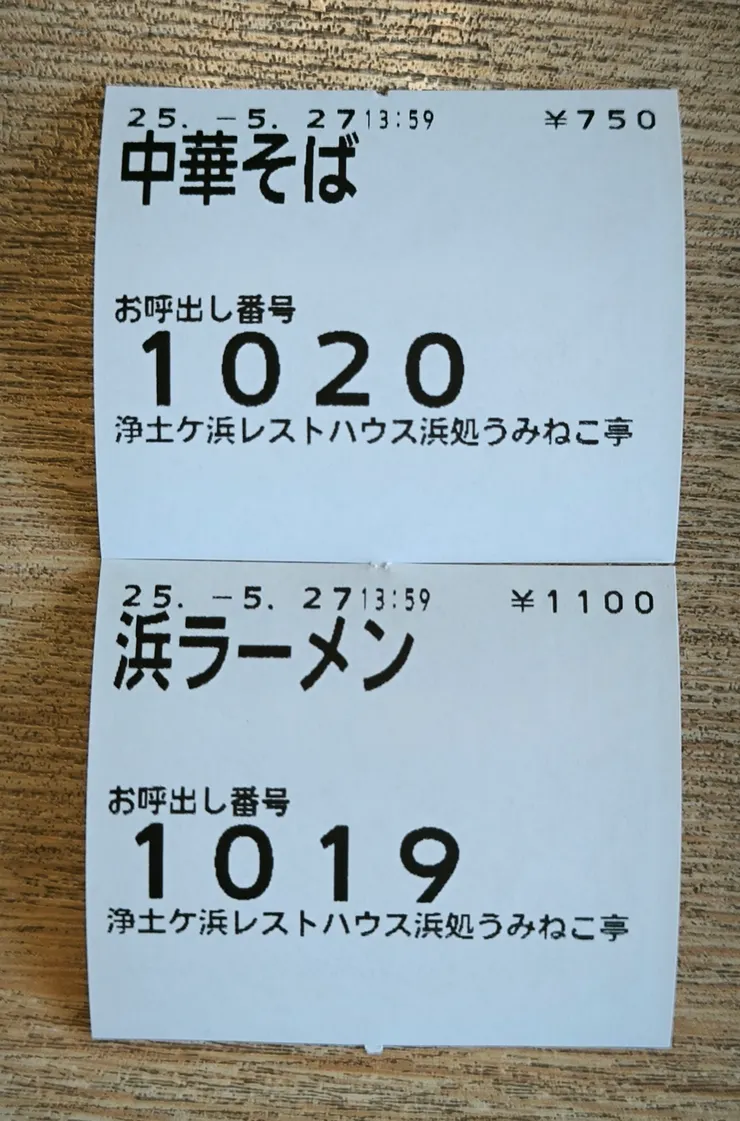 25. -5. 27 13:59 ¥750
中華そば
お呼出し番号
1020
浄土ケ浜レストハウス浜処うみねこ亭
25. -5. 27 13:59 ¥1100
浜ラーメン
お呼出し番号
1019
浄土ケ浜レストハウス浜処うみねこ亭